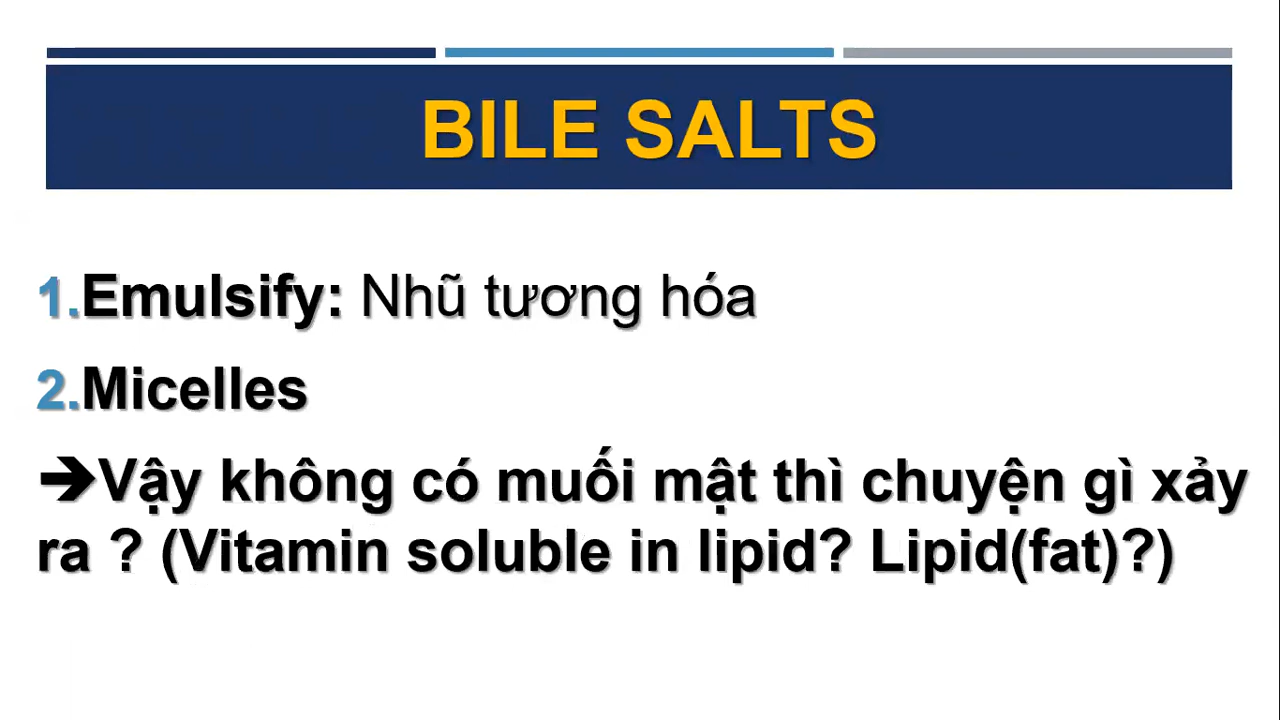 BILE SALTS
1.Emulsify: Nhũ tương hóa
2.Micelles
➔Vậy không có muối mật thì chuyện gì xảy
ra ? (Vitamin soluble in lipid? Lipid(fat)?)